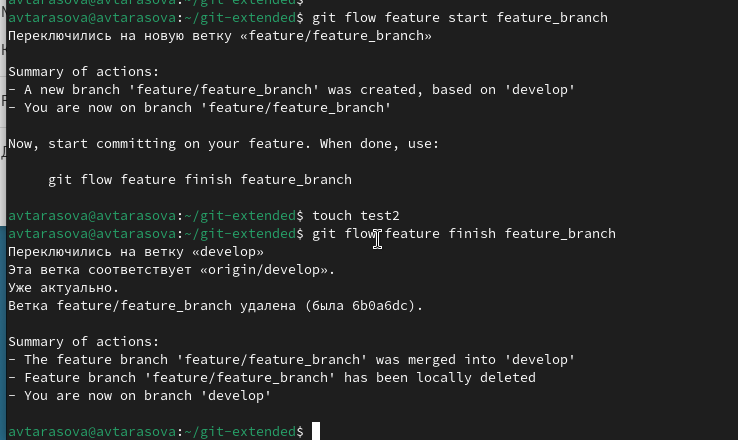 avtarasova@avtarasova:~/git-extended$
avtarasova@avtarasova:~/git-extended$ git flow feature start feature_branch
Переключились на новую ветку «feature/feature_branch»
Summary of actions:
- A new branch 'feature/feature_branch' was created, based on 'develop'
- You are now on branch 'feature/feature_branch'
Now, start committing on your feature. When done, use:
git flow feature finish feature_branch
avtarasova@avtarasova:~/git-extended$ touch test2
avtarasova@avtarasova:~/git-extended$ git flow feature finish feature_branch
Переключились на ветку «develop»
Эта ветка соответствует «origin/develop».
Уже актуально.
Ветка feature/feature_branch удалена (была 6b0a6dc).
Summary of actions:
- The feature branch 'feature/feature_branch' was merged into 'develop'
- Feature branch 'feature/feature_branch' has been locally deleted
- You are now on branch 'develop'
avtarasova@avtarasova:~/git-extended$